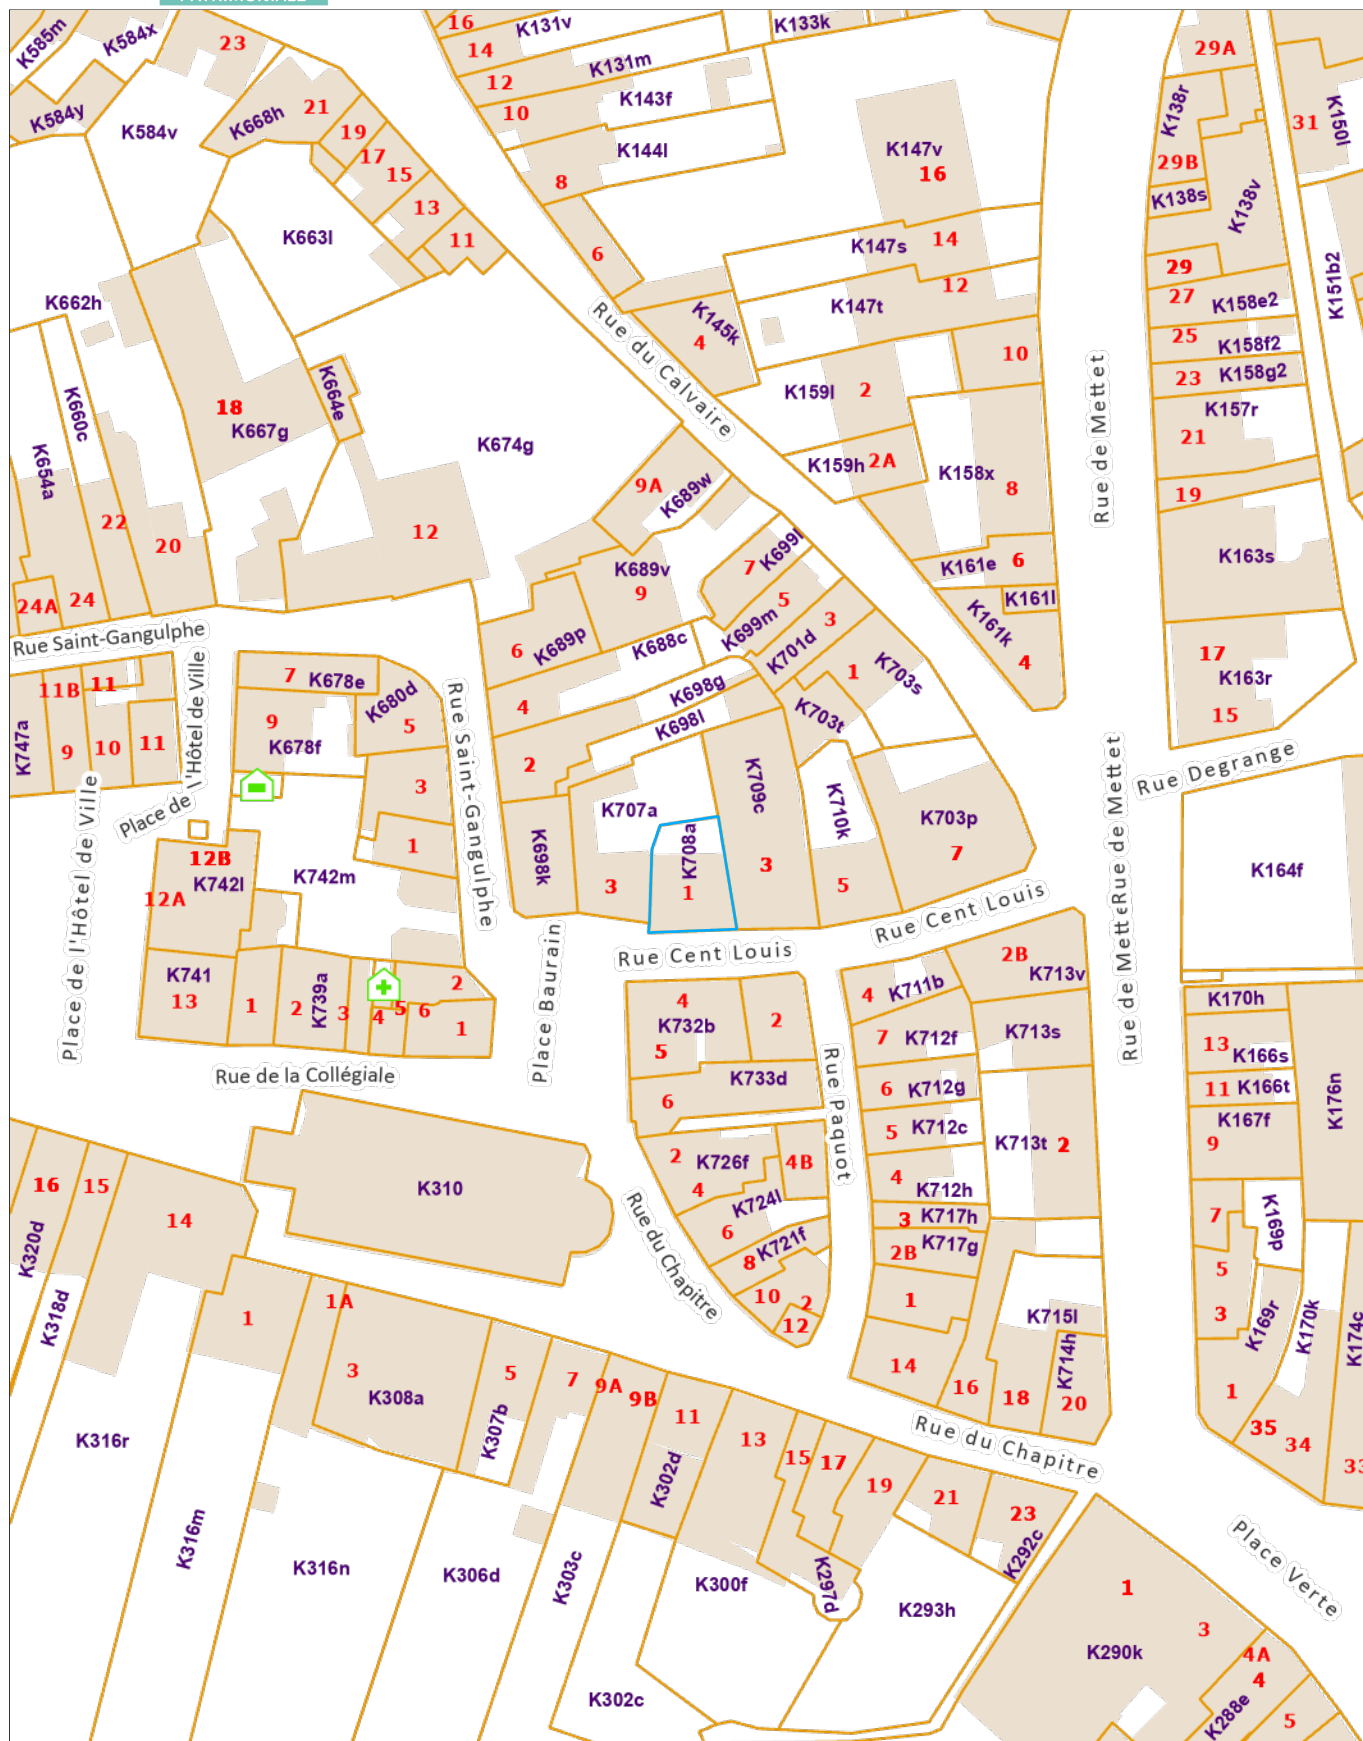 K585m
K584x
23
16
K131v
K133k
14
K131m
12
K143f
10
K144l
8
K584y
K584v
K668h
21
19
17
15
13
11
K663l
6
K147v
16
K147s
14
12
K147t
29A
K138r
29B
K138s
K138v
29
27
K158e2
25
K158f2
23
K158g2
K157r
21
19
K163s
31
K150l
K151b2
K662h
K660c
K654a
18
K667g
K664e
K674g
Rue du Calvaire
K145k
4
10
K159l
2
K159h
2A
K158x
8
Rue de Mettet
22
20
24A
24
12
9A
K689w
K689v
9
7
K699l
5
K699m
3
K701d
K161e
6
K161l
K161k
4
Rue Saint-Gangulphe
6
K689p
K688c
4
K698g
K698l
2
1
K703s
K703t
17
K163r
15
Rue Degrange
K747a
11B
11
9
10
11
Place de l'Hôtel de Ville
7
K678e
9
K678f
K680d
5
3
1
Rue Saint-Gangulphe
K707a
K709c
K710k
K703p
7
K698k
3
K708a
1
3
5
Rue de Mettet
Rue de Mettet
K164f
Place de l'Hôtel de Ville
12B
K742l
12A
K742m
K741
13
1
2
K739a
3
4
5
6
2
1
Place Baurain
Rue Cent Louis
Rue Cent Louis
4
K732b
5
2
K733d
6
Rue Paquot
4
K711b
2B
K713v
7
K712f
K713s
6
K712g
5
K712c
K713t
2
4
K712h
3
K717h
2B
K717g
1
14
16
18
K715l
K714h
20
K170h
13
K166s
11
K166t
K167f
9
K176n
7
K169p
5
3
K169r
K170k
K174c
1
35
34
33
Rue de la Collégiale
K310
2
K726f
4
4B
K724l
6
K721f
8
10
2
12
Rue du Chapitre
16
15
14
K320d
K318d
1
1A
3
K308a
5
K307b
7
9A
9B
11
K302d
13
15
17
19
21
23
K292c
Rue du Chapitre
K316r
K316m
K316n
K306d
K303c
K302c
K300f
K297d
K293h
Place Verte
1
3
K290k
4A
4
K288e
5